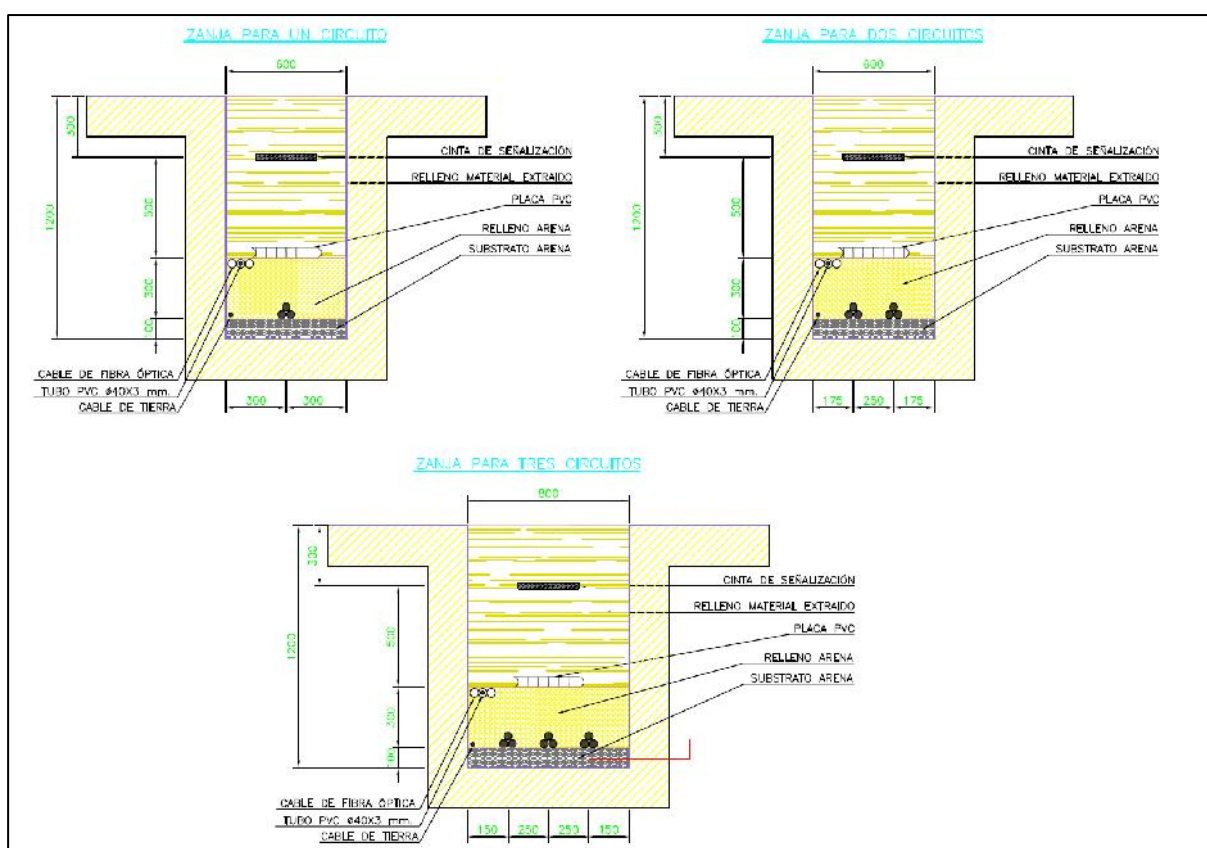 ZANJA PARA UN CIRCUITO
600
300
1200
500
300
100
CINTA DE SEÑALIZACIÓN
RELLENO MATERIAL EXTRAIDO
PLACA PVC
RELLENO ARENA
SUBSTRATO ARENA
CABLE DE FIBRA ÓPTICA
TUBO PVC ø40X3 mm.
CABLE DE TIERRA
300
300
ZANJA PARA DOS CIRCUITOS
600
300
1200
500
300
100
CINTA DE SEÑALIZACIÓN
RELLENO MATERIAL EXTRAIDO
PLACA PVC
RELLENO ARENA
SUBSTRATO ARENA
CABLE DE FIBRA ÓPTICA
TUBO PVC ø40X3 mm.
CABLE DE TIERRA
175
250
175
ZANJA PARA TRES CIRCUITOS
800
300
1200
500
300
100
CINTA DE SEÑALIZACIÓN
RELLENO MATERIAL EXTRAIDO
PLACA PVC
RELLENO ARENA
SUBSTRATO ARENA
CABLE DE FIBRA ÓPTICA
TUBO PVC ø40X3 mm.
CABLE DE TIERRA
150
250
250
150